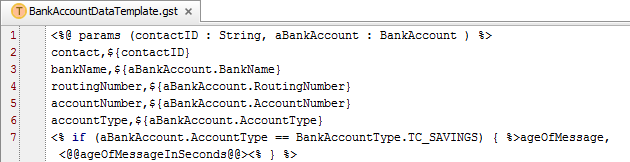 BankAccountDataTemplate.gst
1 <%@ params (contactID : String, aBankAccount : BankAccount ) %>
2 contact,${contactID}
3 bankName,${aBankAccount.BankName}
4 routingNumber,${aBankAccount.RoutingNumber}
5 accountNumber,${aBankAccount.AccountNumber}
6 accountType,${aBankAccount.AccountType}
7 <% if (aBankAccount.AccountType == BankAccountType.TC_SAVINGS) { %>ageOfMessage,
<@@ageOfMessageInSeconds@@><% } %>